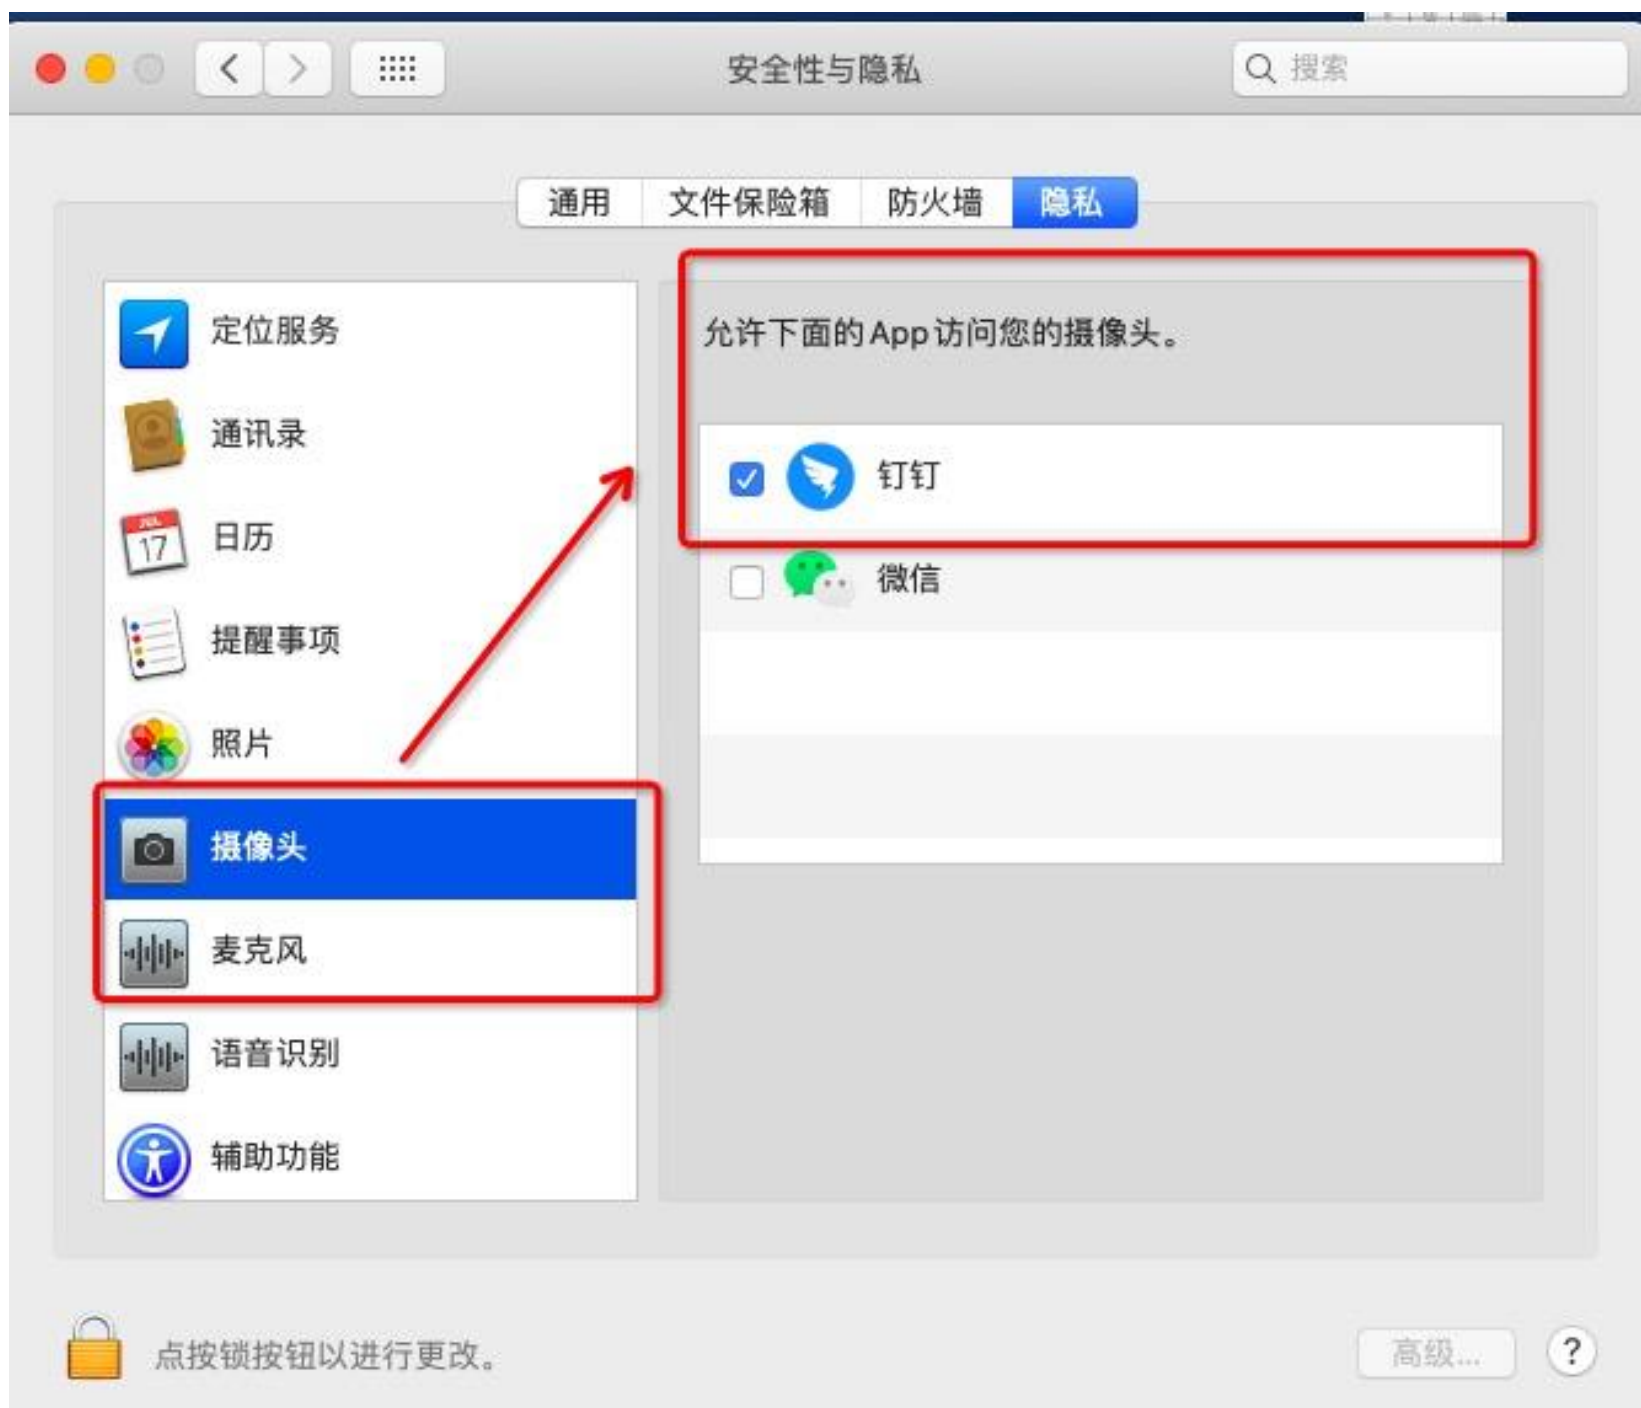 安全性与隐私
搜索
通用
文件保险箱
防火墙
隐私
定位服务
通讯录
JUL
17
日历
提醒事项
照片
摄像头
麦克风
语音识别
辅助功能
允许下面的App访问您的摄像头。
钉钉
微信
点按锁按钮以进行更改。
高级...
?